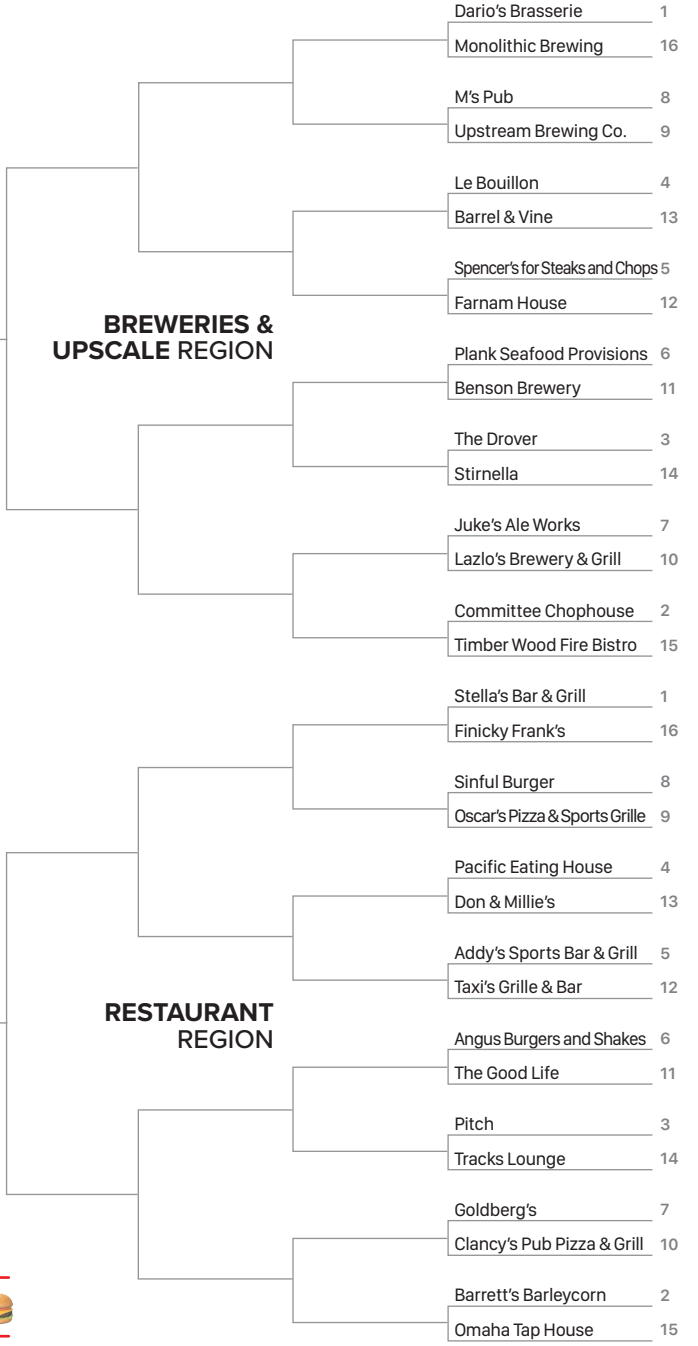 Dario's Brasserie 1
Monolithic Brewing 16
M's Pub 8
Upstream Brewing Co. 9
Le Bouillon 4
Barrel & Vine 13
Spencer's for Steaks and Chops 5
Farnam House 12
BREWERIES &
UPSCALE REGION
Plank Seafood Provisions 6
Benson Brewery 11
The Drover 3
Stirnella 14
Juke's Ale Works 7
Lazlo's Brewery & Grill 10
Committee Chophouse 2
Timber Wood Fire Bistro 15
Stella's Bar & Grill 1
Finicky Frank's 16
Sinful Burger 8
Oscar's Pizza & Sports Grille 9
Pacific Eating House 4
Don & Millie's 13
Addy's Sports Bar & Grill 5
Taxi's Grille & Bar 12
RESTAURANT
REGION
Angus Burgers and Shakes 6
The Good Life 11
Pitch 3
Tracks Lounge 14
Goldberg's 7
Clancy's Pub Pizza & Grill 10
Barrett's Barleycorn 2
Omaha Tap House 15